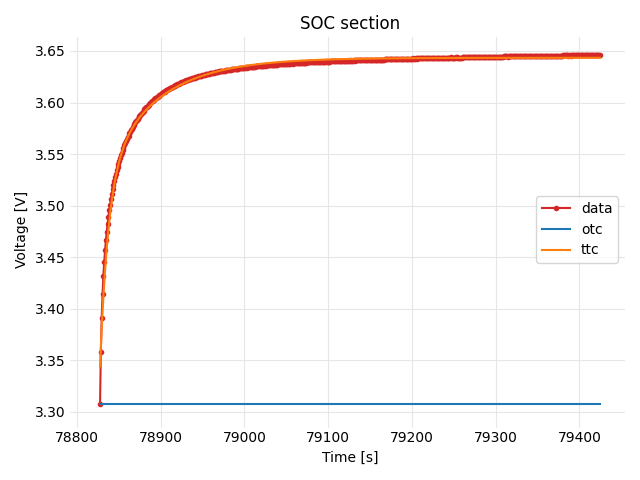 SOC section
Voltage [V]
3.65
3.60
3.55
3.50
3.45
3.40
3.35
3.30
data
otc
ttc
78800 78900 79000 79100 79200 79300 79400
Time [s]